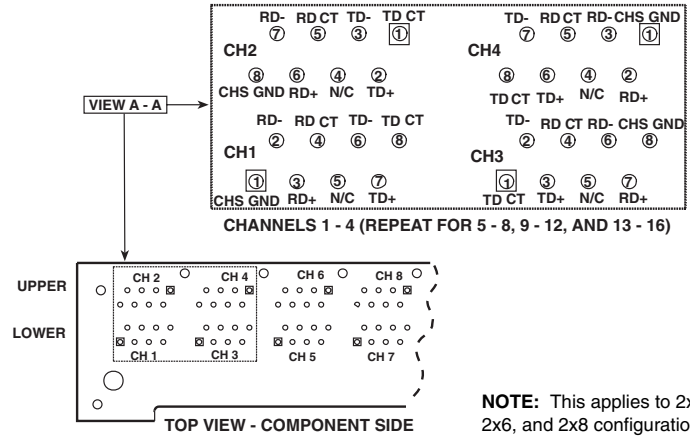 RD- RD CT TD- TD CT
7 5 3 1
CH2
8 6 4 2
CHS GND RD+ N/C TD+
TD- RD CT RD- CHS GND
7 5 3 1
CH4
8 6 4 2
TD CT TD+ N/C RD+
VIEW A - A
RD- RD CT TD- TD CT
2 4 6 8
CH1
1 3 5 7
CHS GND RD+ N/C TD+
TD- RD CT RD- CHS GND
2 4 6 8
CH3
1 3 5 7
TD CT TD+ N/C RD+
CHANNELS 1 - 4 (REPEAT FOR 5 - 8, 9 - 12, AND 13 - 16)
UPPER
CH 2 CH 4 CH 6 CH 8
LOWER
CH 1 CH 3 CH 5 CH 7
TOP VIEW - COMPONENT SIDE
NOTE: This applies to 2x
2x6, and 2x8 configuratio